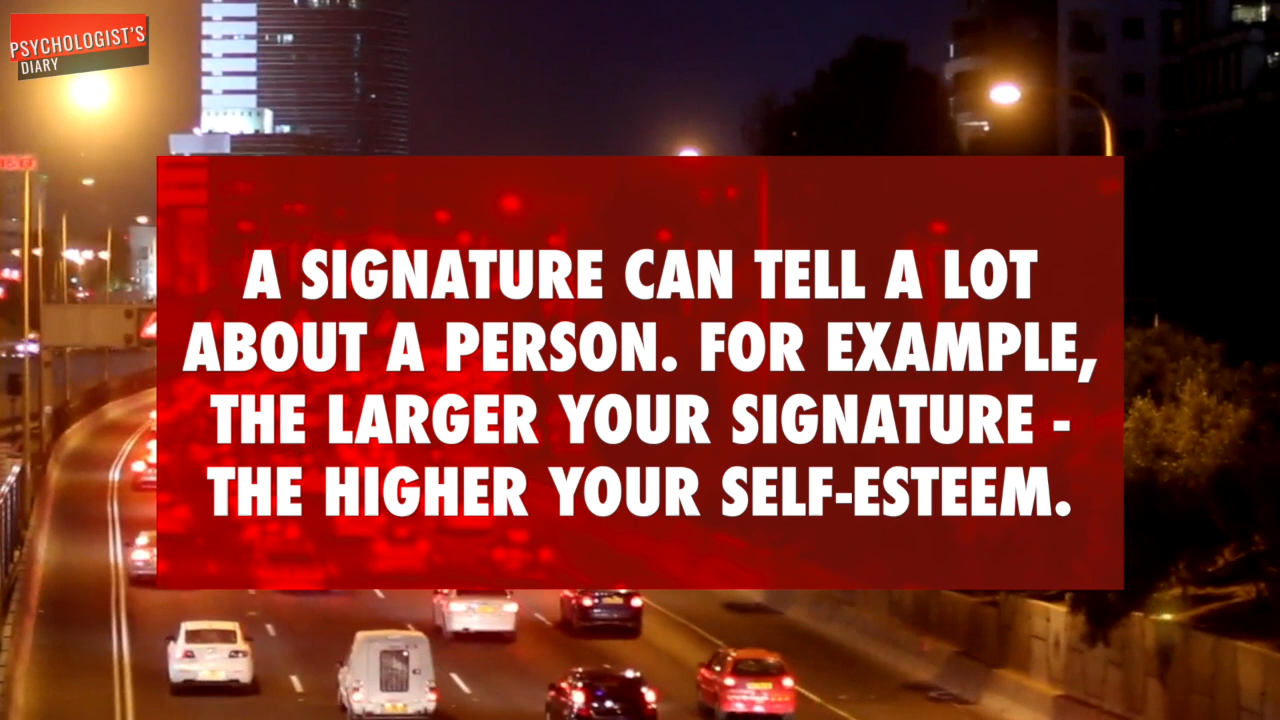 PSYCHOLOGIST'S
DIARY
A SIGNATURE CAN TELL A LOT
ABOUT A PERSON. FOR EXAMPLE,
THE LARGER YOUR SIGNATURE -
THE HIGHER YOUR SELF-ESTEEM.